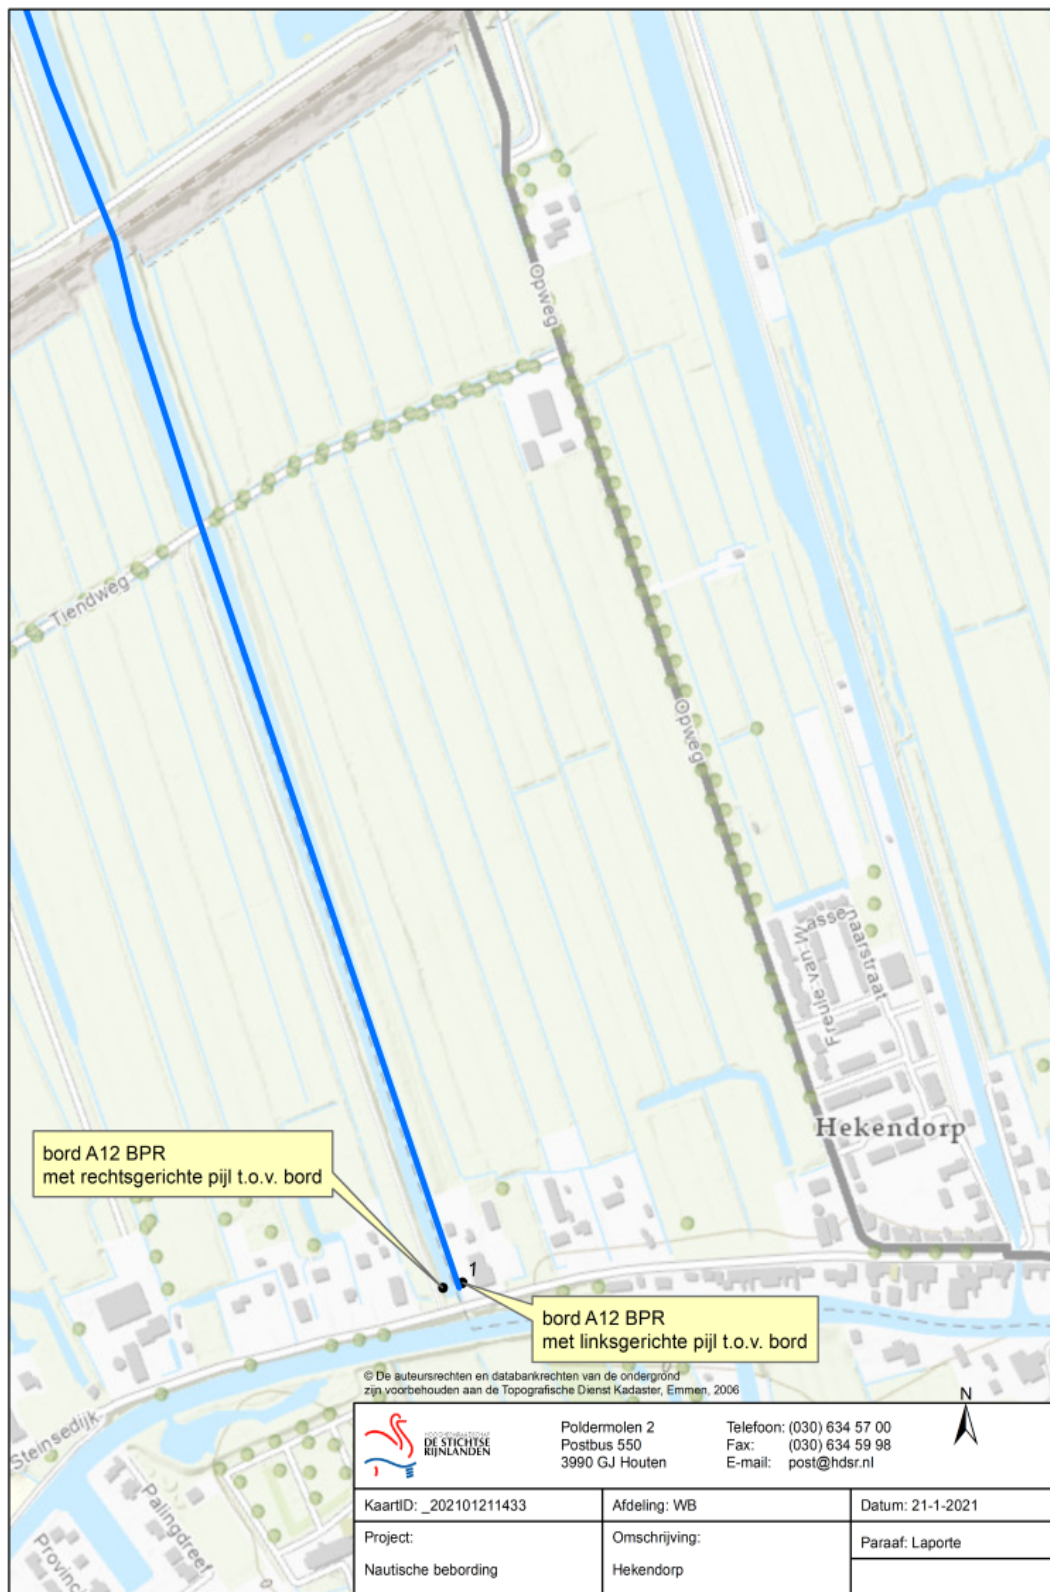 Opweg
Tiendweg
Opweg
Freule van Wassenaarstraat
Hekendorp
bord A12 BPR
met rechtsgerichte pijl t.o.v. bord
1
bord A12 BPR
met linksgerichte pijl t.o.v. bord
Steinsedijk
Palingdreef
Provinci
© De auteursrechten en databankrechten van de ondergrond
zijn voorbehouden aan de Topografische Dienst Kadaster, Emmen, 2006
N
HOOGHEEMRAADSCHAP
DE STICHTSE
RIJNLANDEN
Poldermolen 2
Postbus 550
3990 GJ Houten
Telefoon: (030) 634 57 00
Fax: (030) 634 59 98
E-mail: post@hdsr.nl
KaartID: _202101211433
Afdeling: WB
Datum: 21-1-2021
Project:
Nautische bebording
Omschrijving:
Hekendorp
Paraaf: Laporte